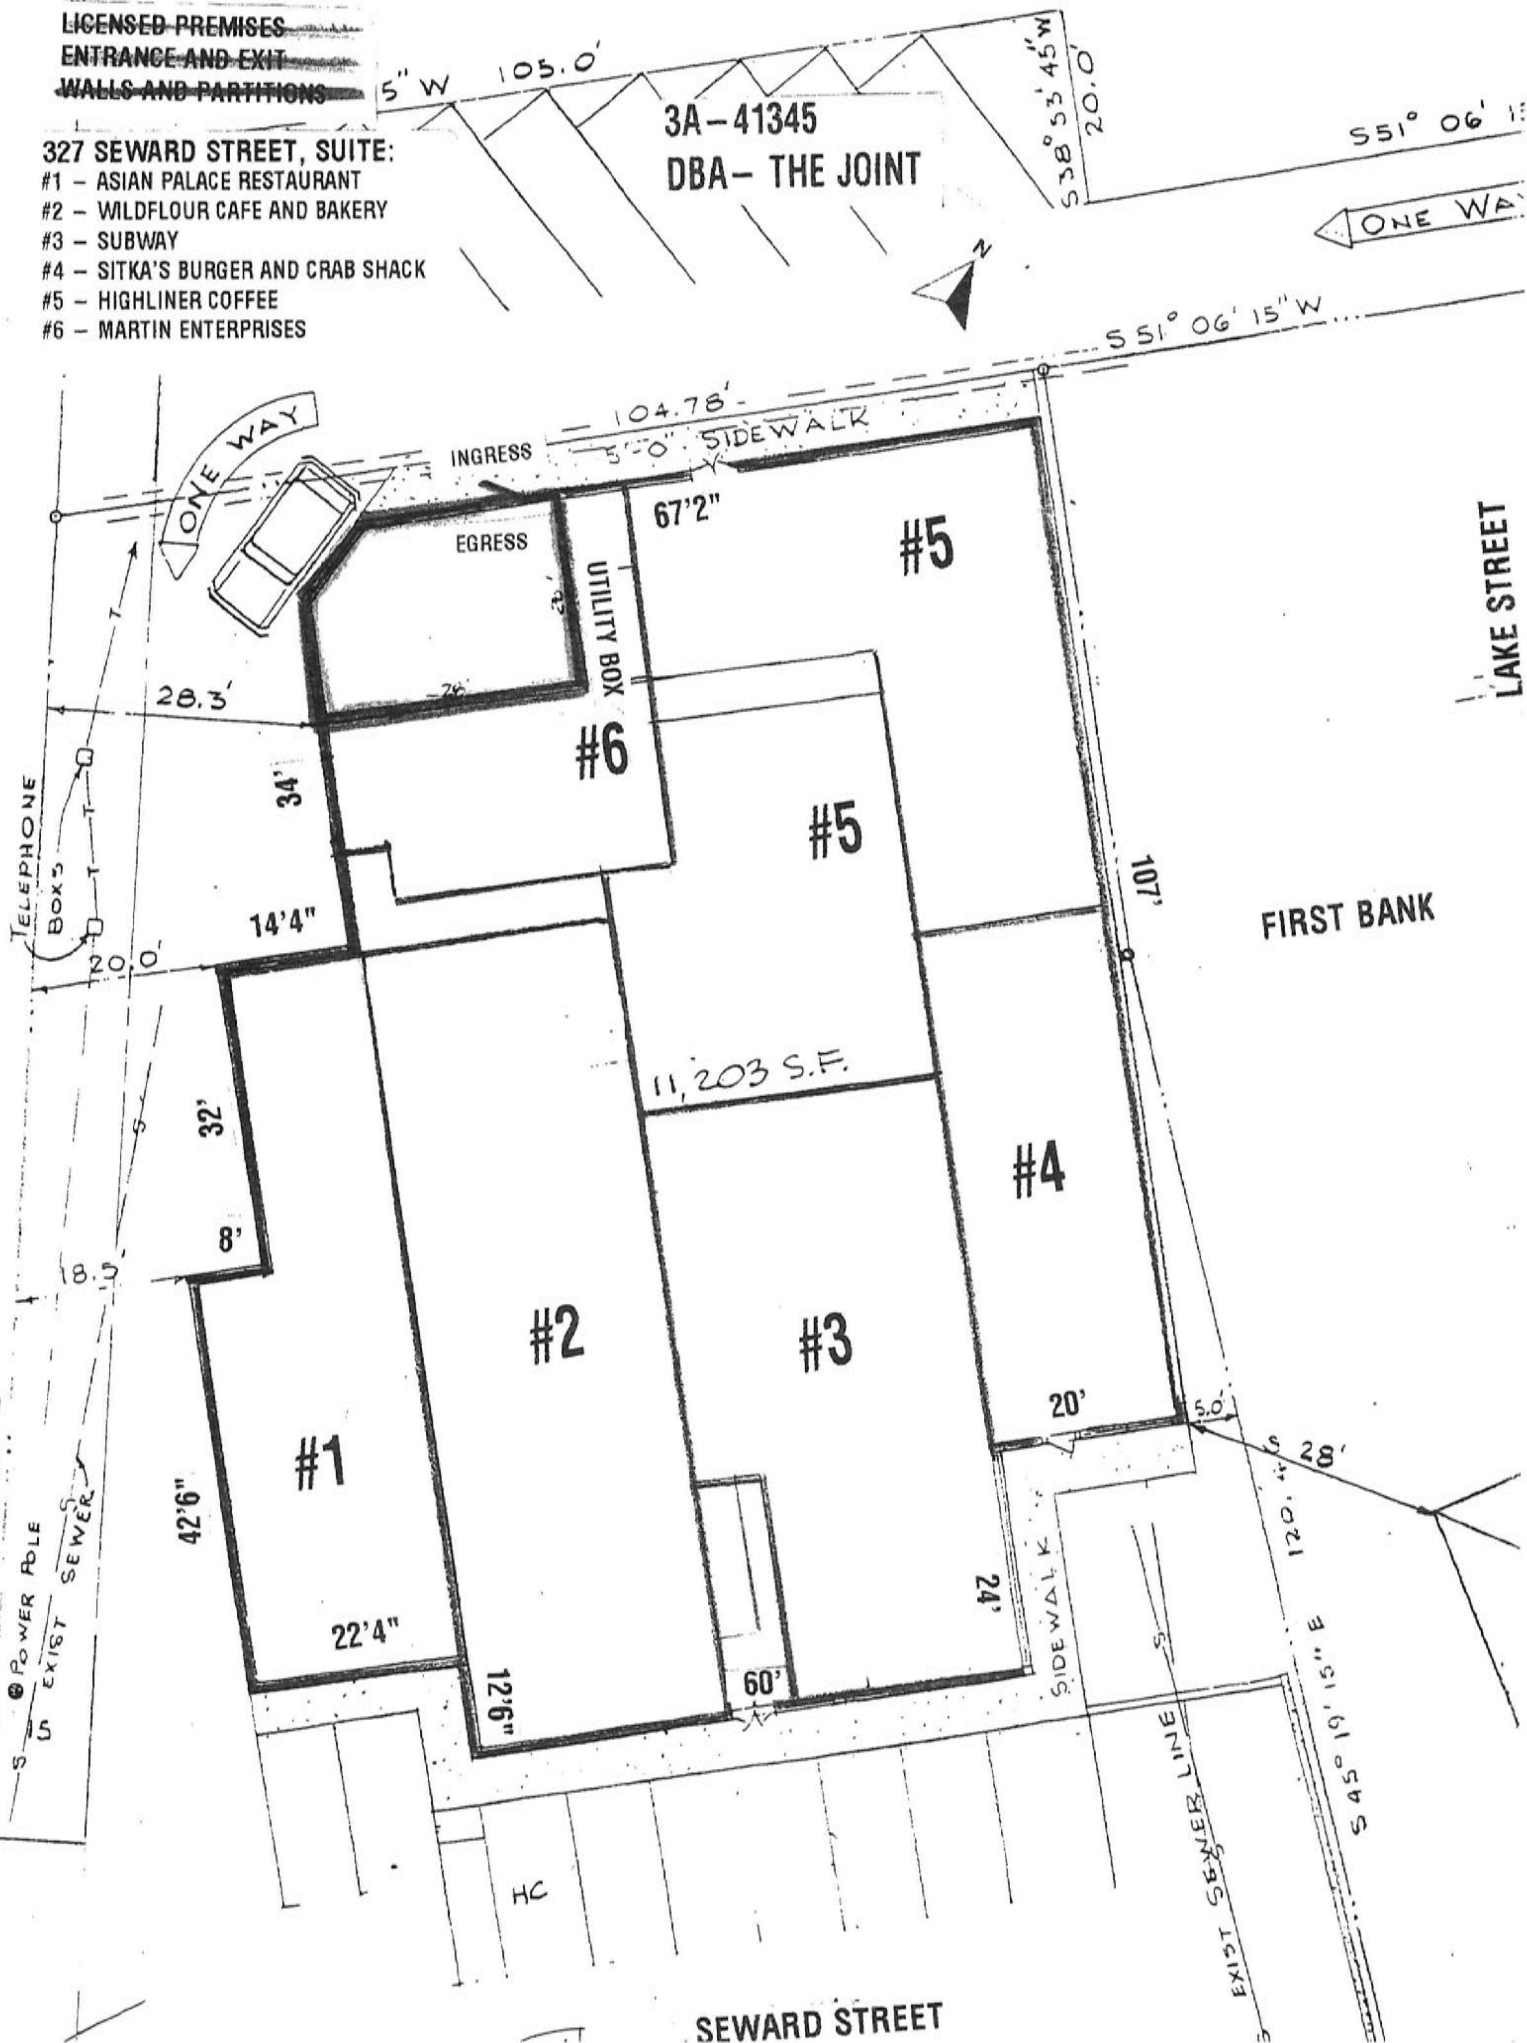 LICENSED PREMISES
ENTRANCE AND EXIT
WALLS AND PARTITIONS
5" W 105.0'
3A-41345
DBA- THE JOINT
S 38° 53' 45" W
20.0'
S 51° 06'
ONE WA
327 SEWARD STREET, SUITE:
#1 - ASIAN PALACE RESTAURANT
#2 - WILDFLOUR CAFE AND BAKERY
#3 - SUBWAY
#4 - SITKA'S BURGER AND CRAB SHACK
#5 - HIGHLINER COFFEE
#6 - MARTIN ENTERPRISES
N
S 51° 06' 15" W
ONE WAY
104.78'
5'-0" SIDEWALK
INGRESS
67'2"
EGRESS
#5
UTILITY BOX
LAKE STREET
T
28.3'
#6
34'
#5
TELEPHONE
BOXS
T
T
107'
FIRST BANK
14'4"
20.0
11,203 S.F.
32'
S
#4
8'
18.5
#2
#3
20'
5.0
28'
S
#1
42'6"
120.
24'
SIDEWALK
POWER POLE
EXIST SEWER
S
22'4"
12'6"
60'
S
S 45° 19' 15" E
S
S
HC
EXIST SEWER LINE
S
S
SEWARD STREET